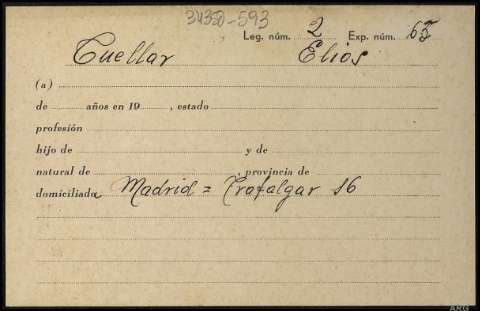 34350-593
Leg. núm. 2 Exp. núm. 65
Cuellar Elios
(a)
de años en 19 , estado
profesión
hijo de y de
natural de , provincia de
domiciliada Madrid = Trafalgar 16
ARG